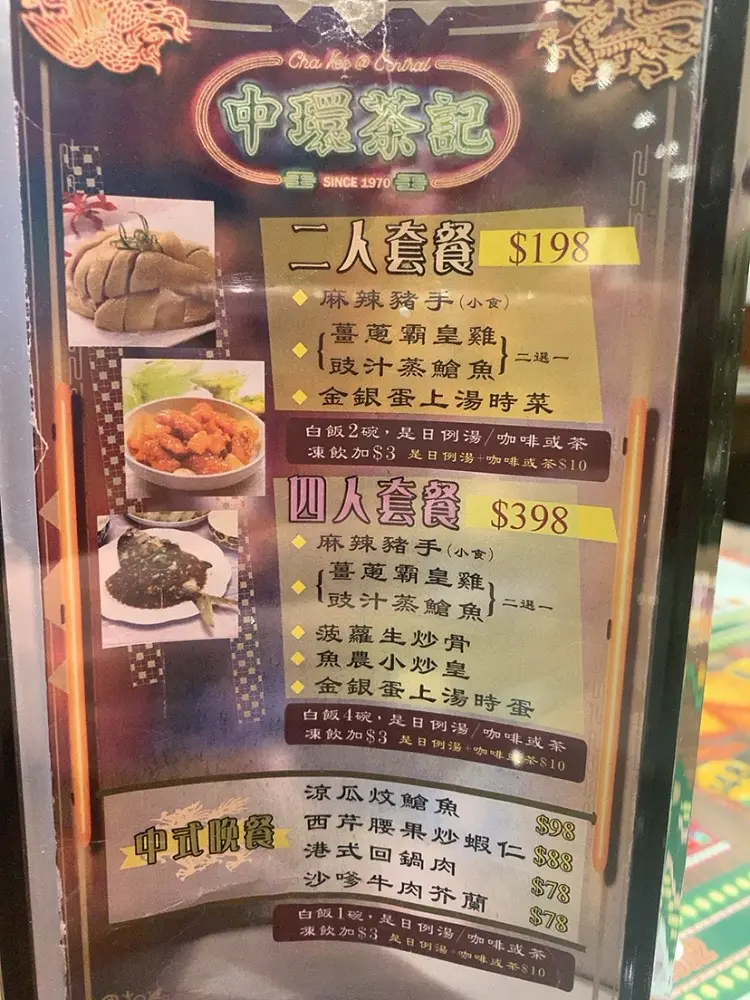 Cha Kee @ Central
中環茶記
SINCE 1970
二人套餐 $198
麻辣豬手(小食)
薑蔥霸皇雞
豉汁蒸鯧魚
二選一
金銀蛋上湯時菜
白飯2碗,是日例湯/咖啡或茶
凍飲加$3 是日例湯+咖啡或茶$10
四人套餐 $398
麻辣豬手(小食)
薑蔥霸皇雞
豉汁蒸鯧魚
二選一
菠蘿生炒骨
魚農小炒皇
金銀蛋上湯時蛋
白飯4碗,是日例湯/咖啡或茶
凍飲加$3 是日例湯+咖啡或茶$10
中式晚餐
涼瓜炆鯧魚 $98
西芹腰果炒蝦仁 $88
港式回鍋肉 $78
沙嗲牛肉芥蘭 $78
白飯1碗,是日例湯/咖啡或茶
凍飲加$3 是日例湯+咖啡或茶$10